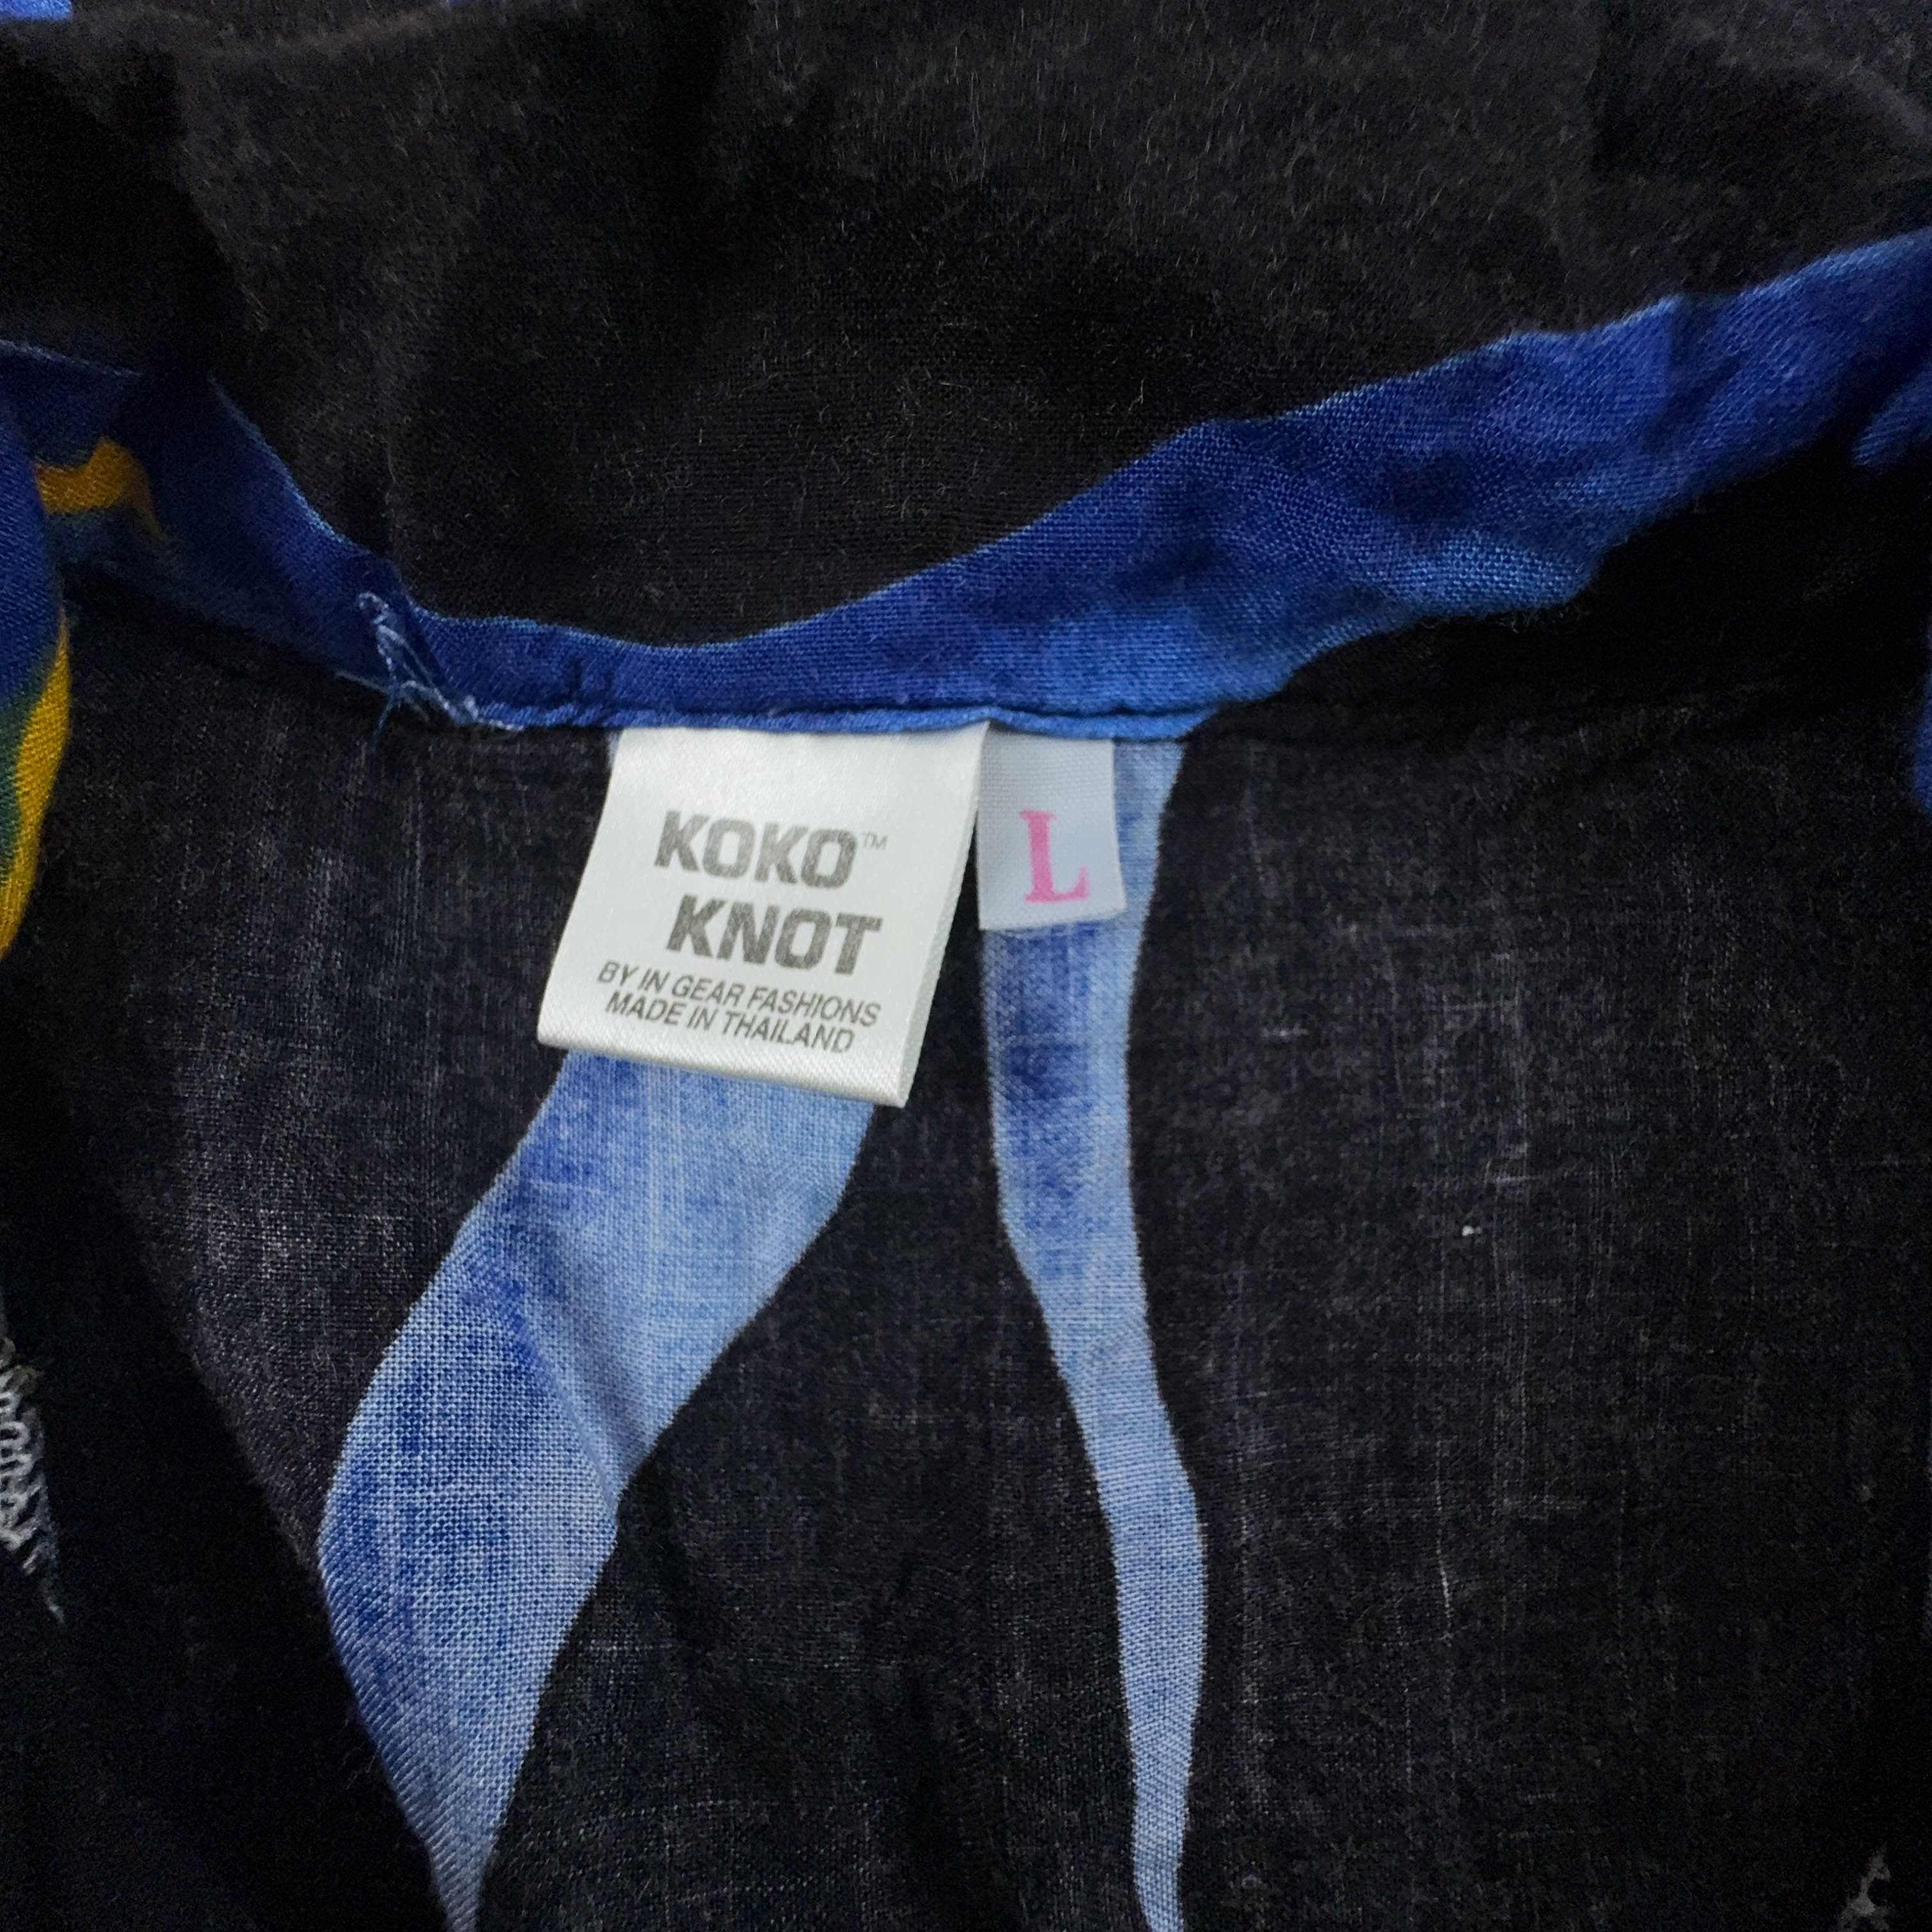 KOKO™
KNOT
BY IN GEAR FASHIONS
MADE IN THAILAND
L